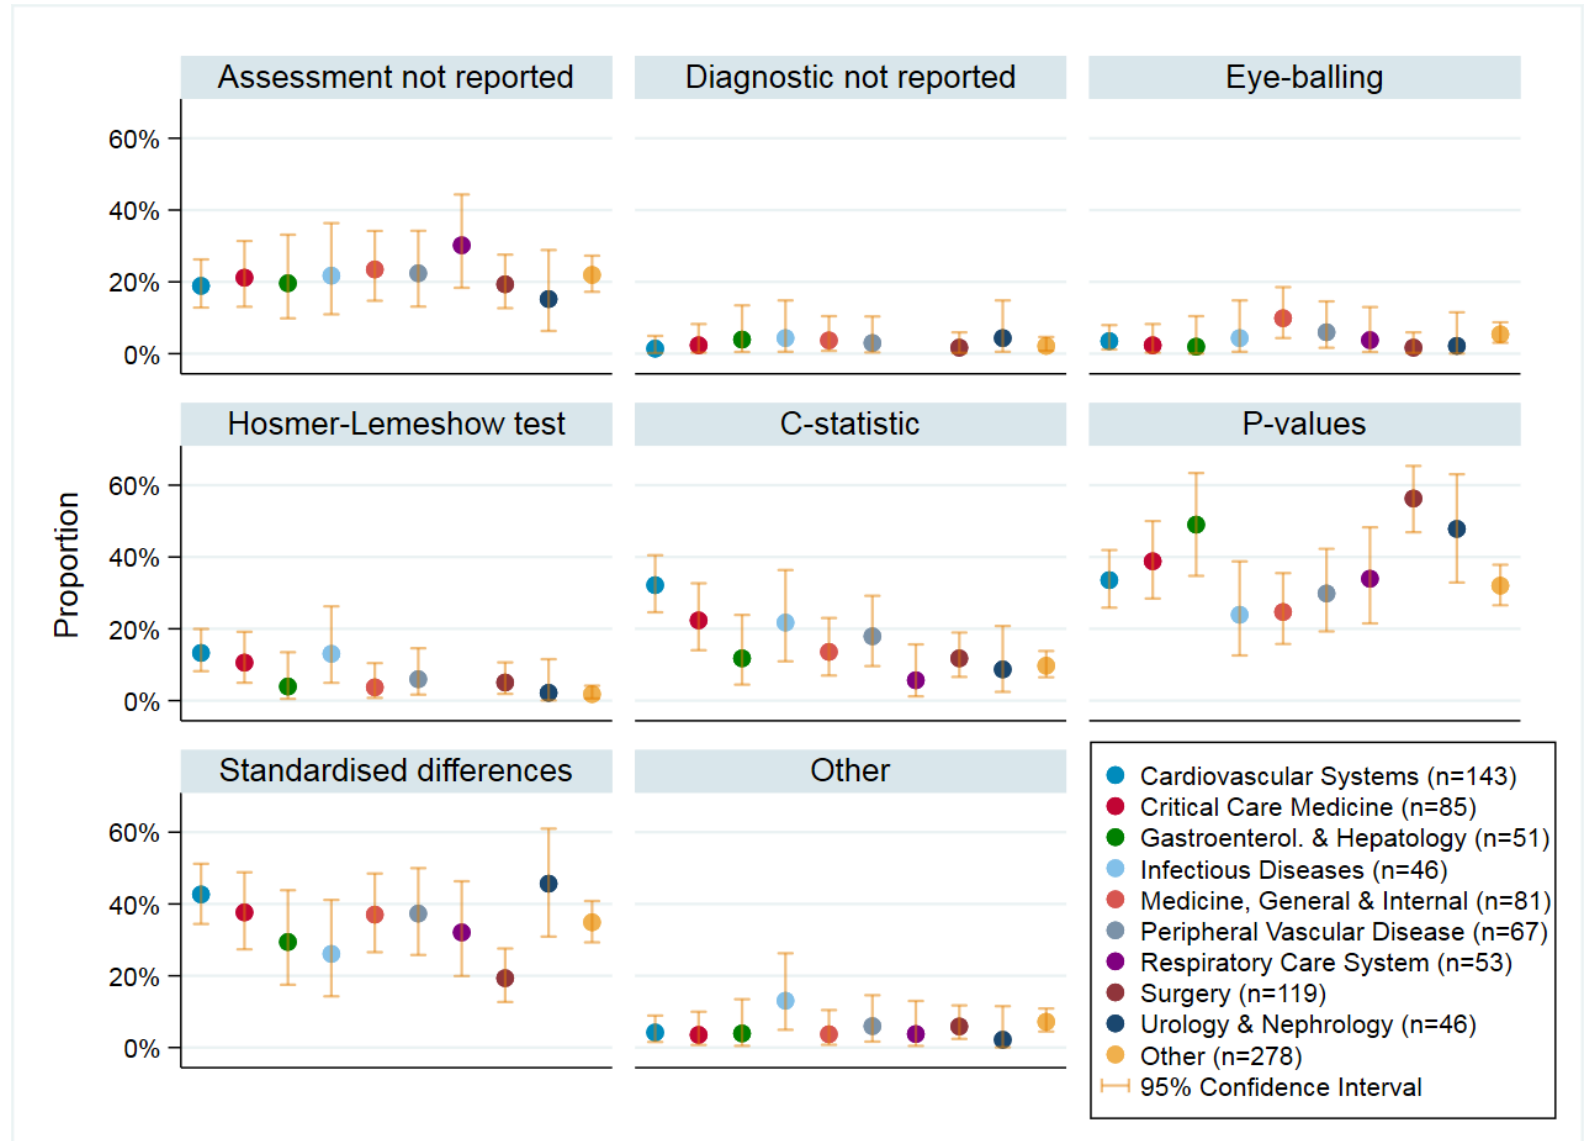 Assessment not reported
Diagnostic not reported
Eye-balling
60%
40%
20%
0%
Hosmer-Lemeshow test
C-statistic
P-values
Proportion
60%
40%
20%
0%
Standardised differences
Other
60%
40%
20%
0%
Cardiovascular Systems (n=143)
Critical Care Medicine (n=85)
Gastroenterol. & Hepatology (n=51)
Infectious Diseases (n=46)
Medicine, General & Internal (n=81)
Peripheral Vascular Disease (n=67)
Respiratory Care System (n=53)
Surgery (n=119)
Urology & Nephrology (n=46)
Other (n=278)
95% Confidence Interval